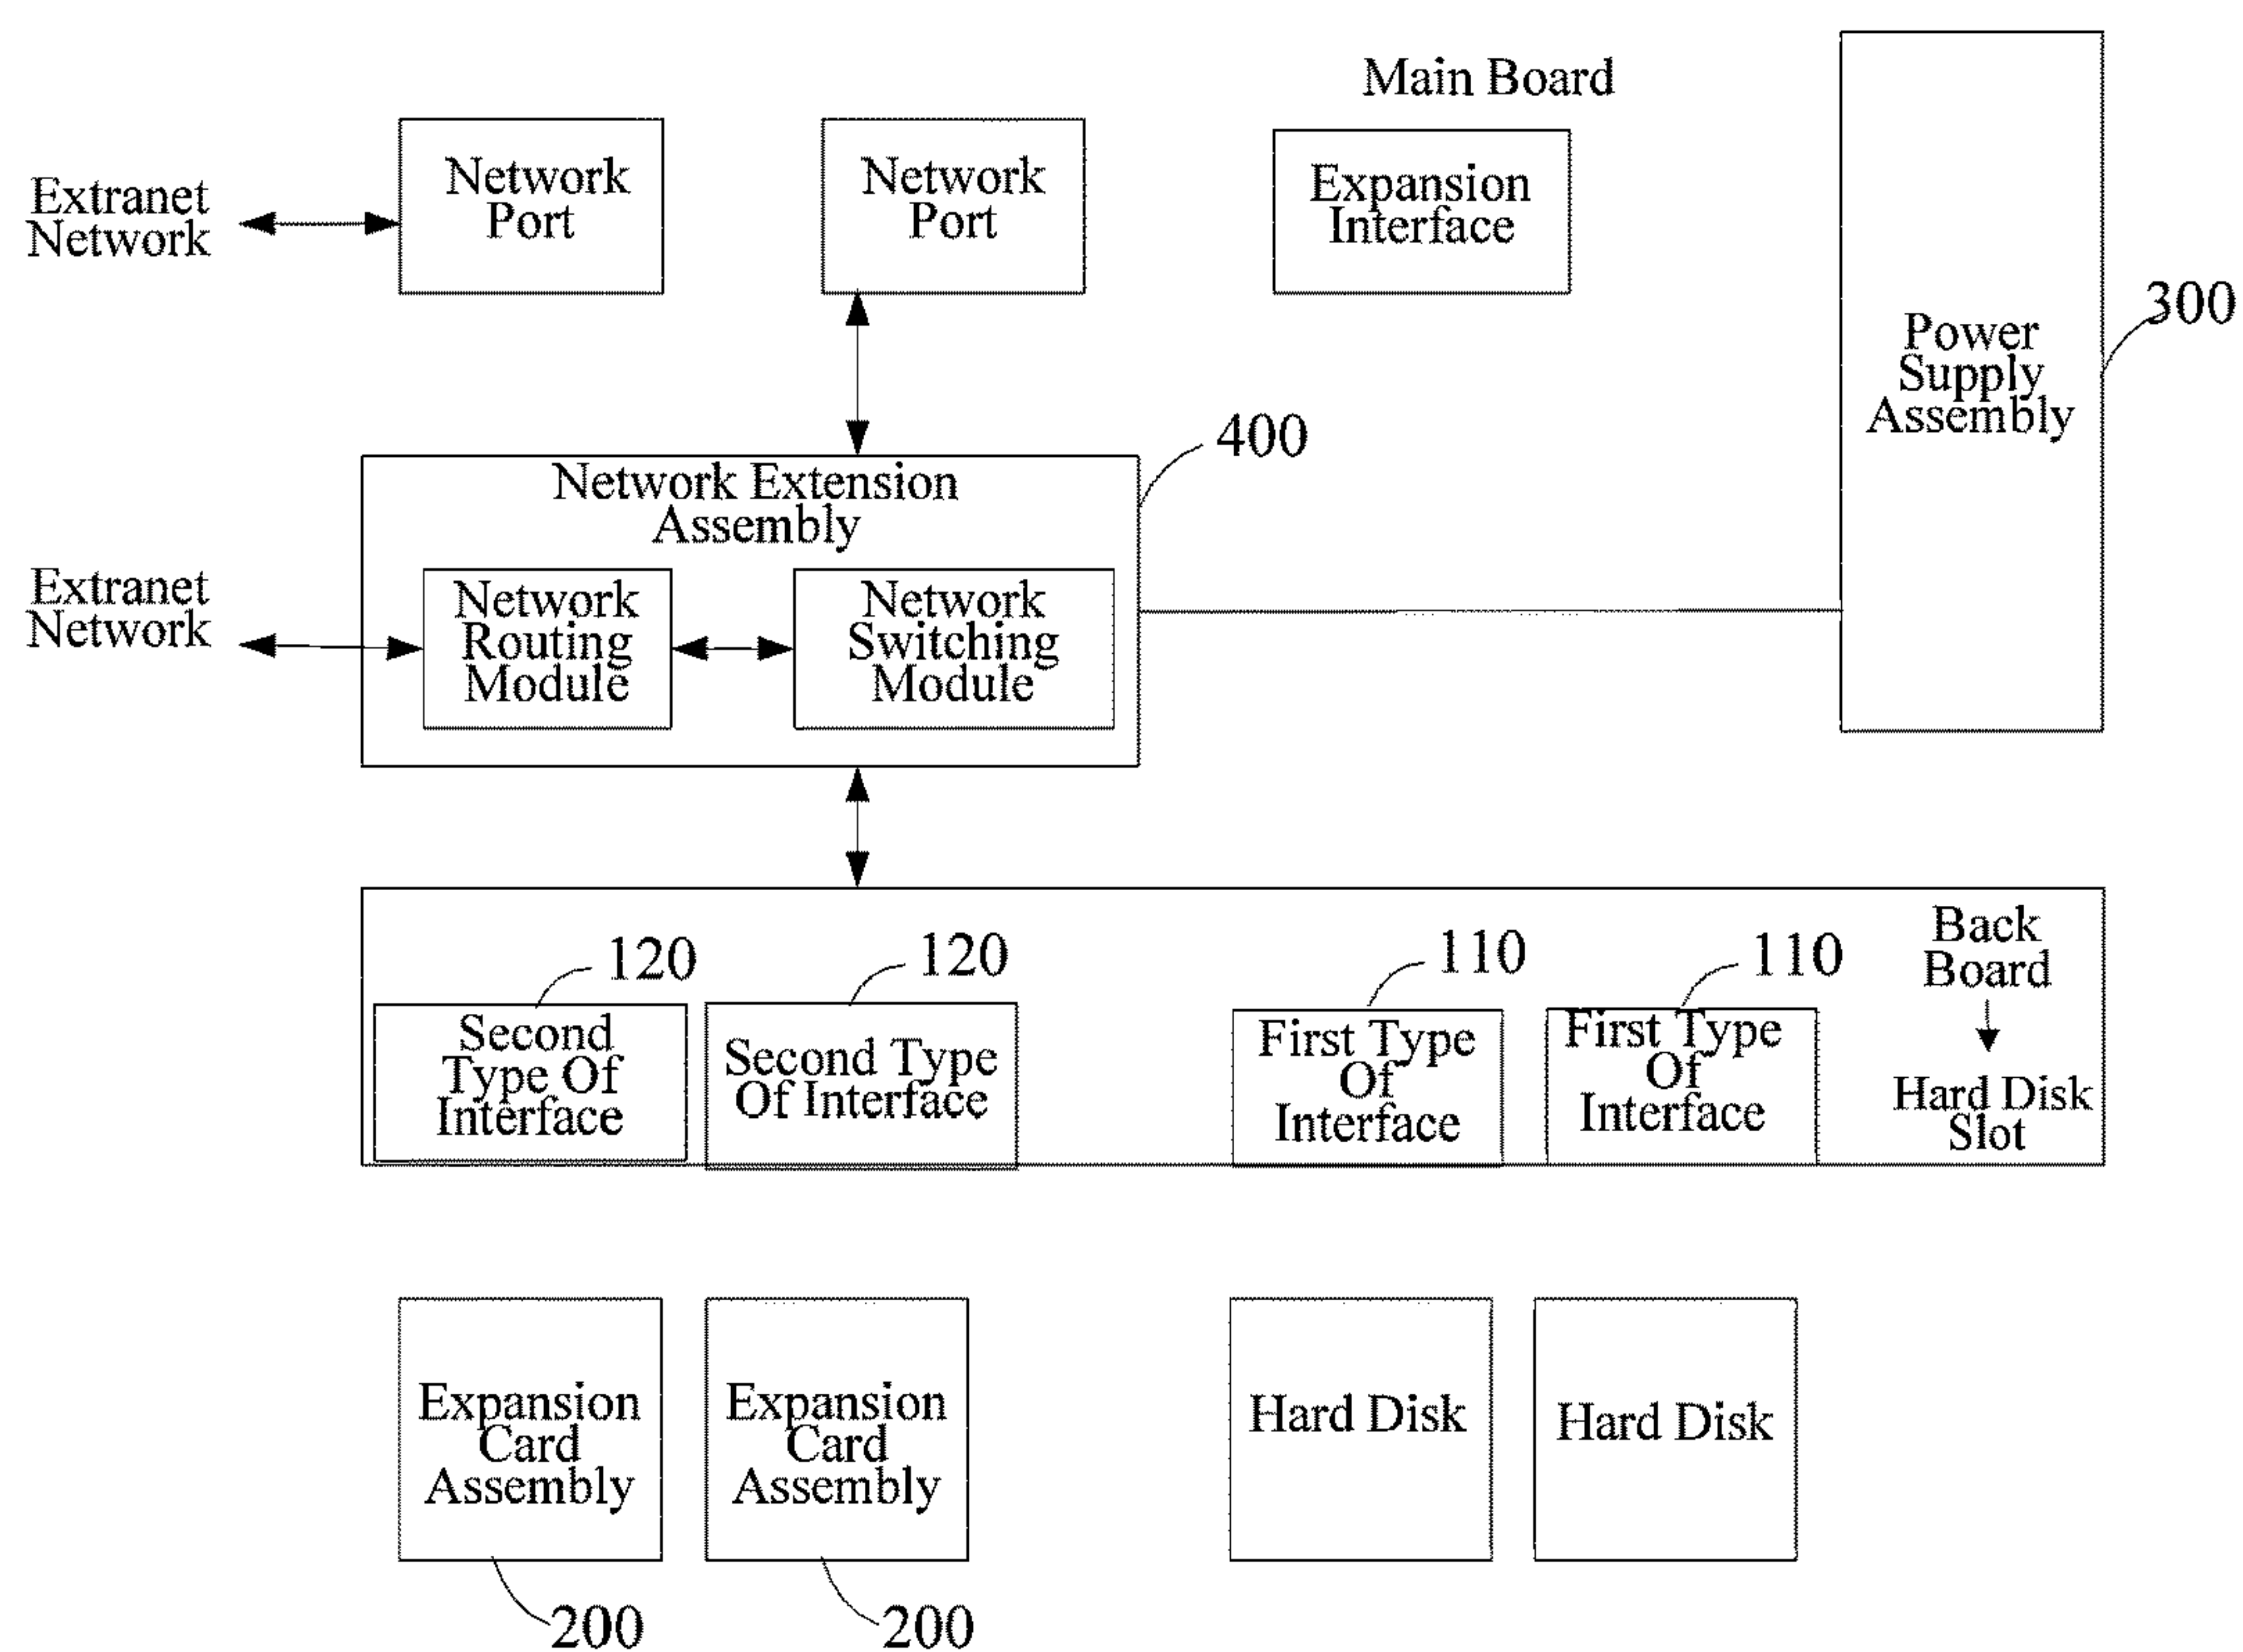 Main Board
Extranet
Network
Network
Port
Network
Port
Expansion
Interface
Power
Supply
Assembly
300
400
Network Extension
Assembly
Extranet
Network
Network
Routing
Module
Network
Switching
Module
120
120
110
110
Back
Board
Hard Disk
Slot
Second
Type Of
Interface
Second Type
Of Interface
First Type
Of
Interface
First Type
Of
Interface
Expansion
Card
Assembly
Expansion
Card
Assembly
Hard Disk
Hard Disk
200
200